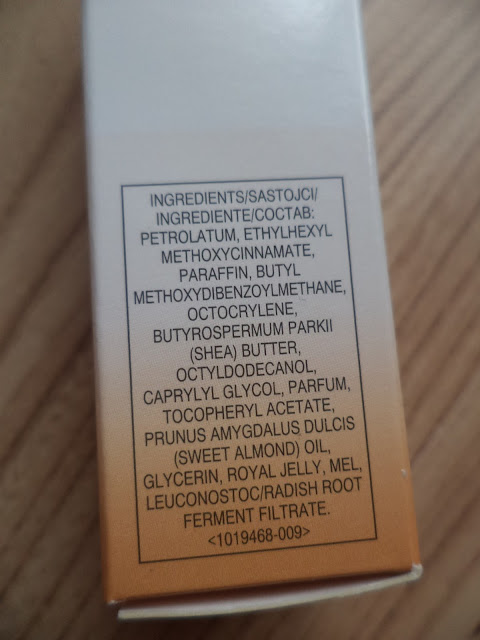 INGREDIENTS/SASTOJCI/
INGREDIENTE/COCTAB:
PETROLATUM, ETHYLHEXYL
METHOXYCINNAMATE,
PARAFFIN, BUTYL
METHOXYDIBENZOYLMETHANE,
OCTOCRYLENE,
BUTYROSPERMUM PARKII
(SHEA) BUTTER,
OCTYLDODECANOL,
CAPRYLYL GLYCOL, PARFUM,
TOCOPHERYL ACETATE,
PRUNUS AMYGDALUS DULCIS
(SWEET ALMOND) OIL,
GLYCERIN, ROYAL JELLY, MEL,
LEUCONOSTOC/RADISH ROOT
FERMENT FILTRATE.
<1019468-009>